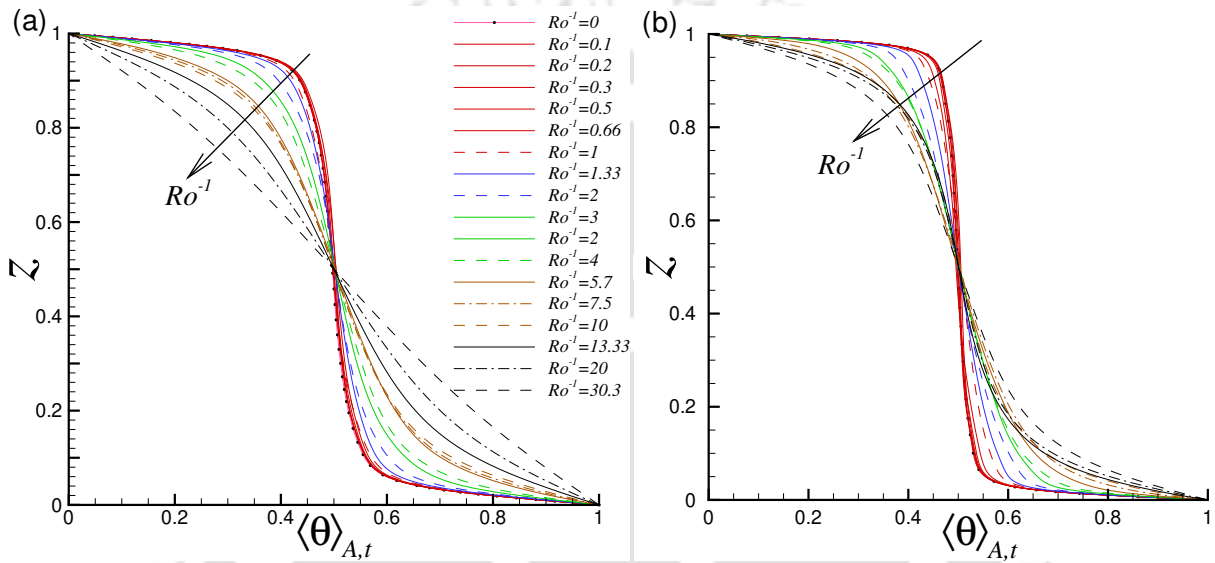 (a)
Ro⁻¹=0
Ro⁻¹=0.1
Ro⁻¹=0.2
Ro⁻¹=0.3
Ro⁻¹=0.5
Ro⁻¹=0.66
Ro⁻¹=1
Ro⁻¹=1.33
Ro⁻¹=2
Ro⁻¹=3
Ro⁻¹=2
Ro⁻¹=4
Ro⁻¹=5.7
Ro⁻¹=7.5
Ro⁻¹=10
Ro⁻¹=13.33
Ro⁻¹=20
Ro⁻¹=30.3
Ro⁻¹
1
0.8
0.6
0.4
0.2
0
Z
0 0.2 0.4 0.6 0.8 1
⟨θ⟩A,t
(b)
Ro⁻¹
1
0.8
0.6
0.4
0.2
0
Z
0 0.2 0.4 0.6 0.8 1
⟨θ⟩A,t